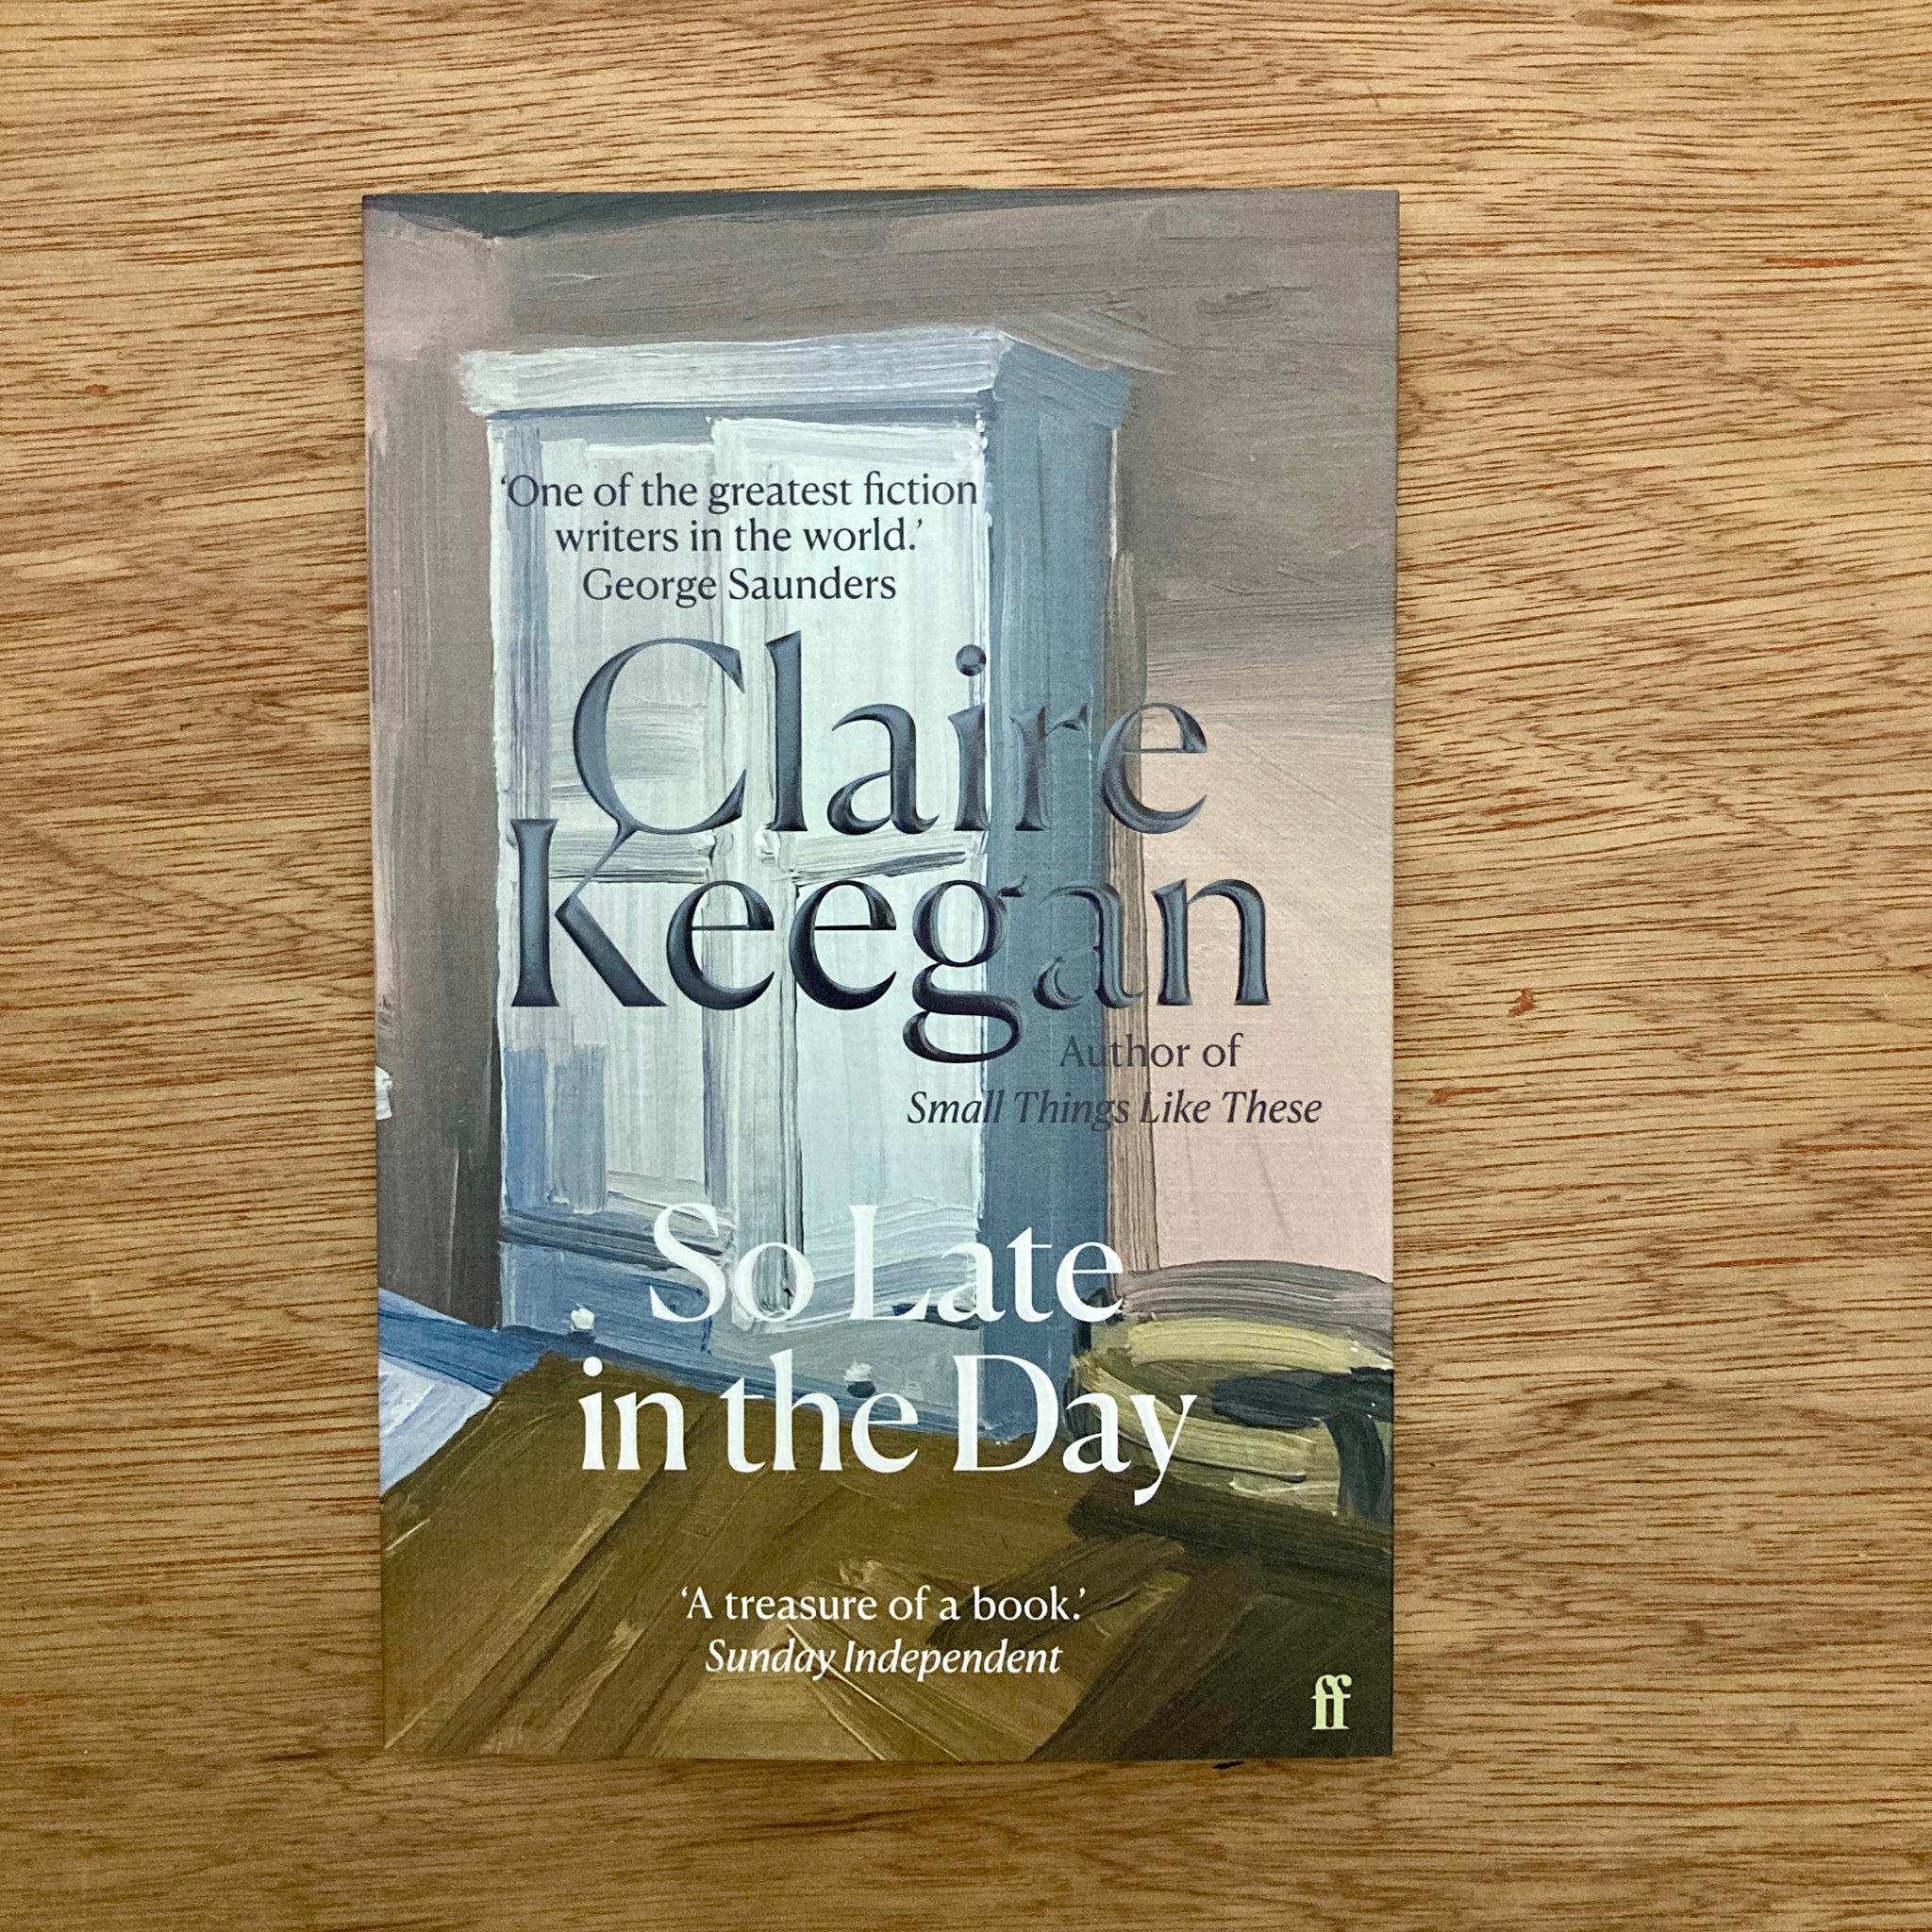 ‘One of the greatest fiction
writers in the world.’
George Saunders
Claire
Keegan
Author of
Small Things Like These
So Late
in the Day
‘A treasure of a book.’
Sunday Independent
ff